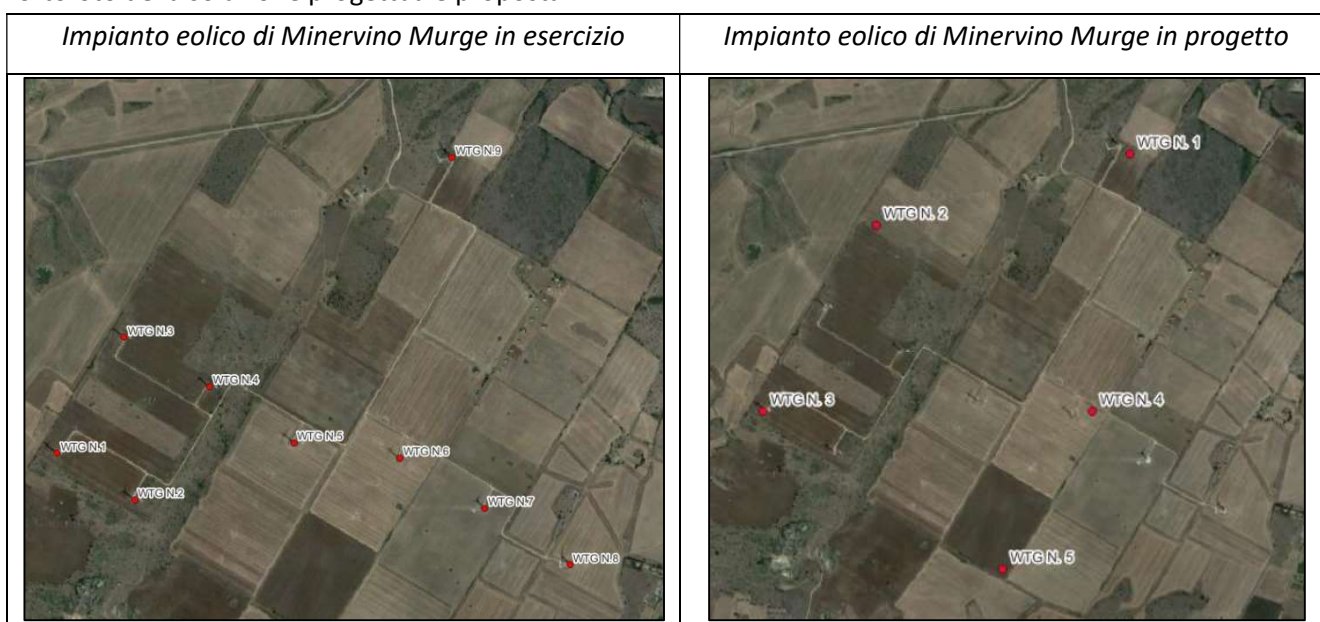 Impianto eolico di Minervino Murge in esercizio
Impianto eolico di Minervino Murge in progetto
WTG N.9
WTG N.3
WTG N.4
WTG N.5
WTG N.1
WTG N.6
WTG N.2
WTG N.7
WTG N.8
WTG N. 1
WTG N. 2
WTG N. 3
WTG N. 4
WTG N. 5